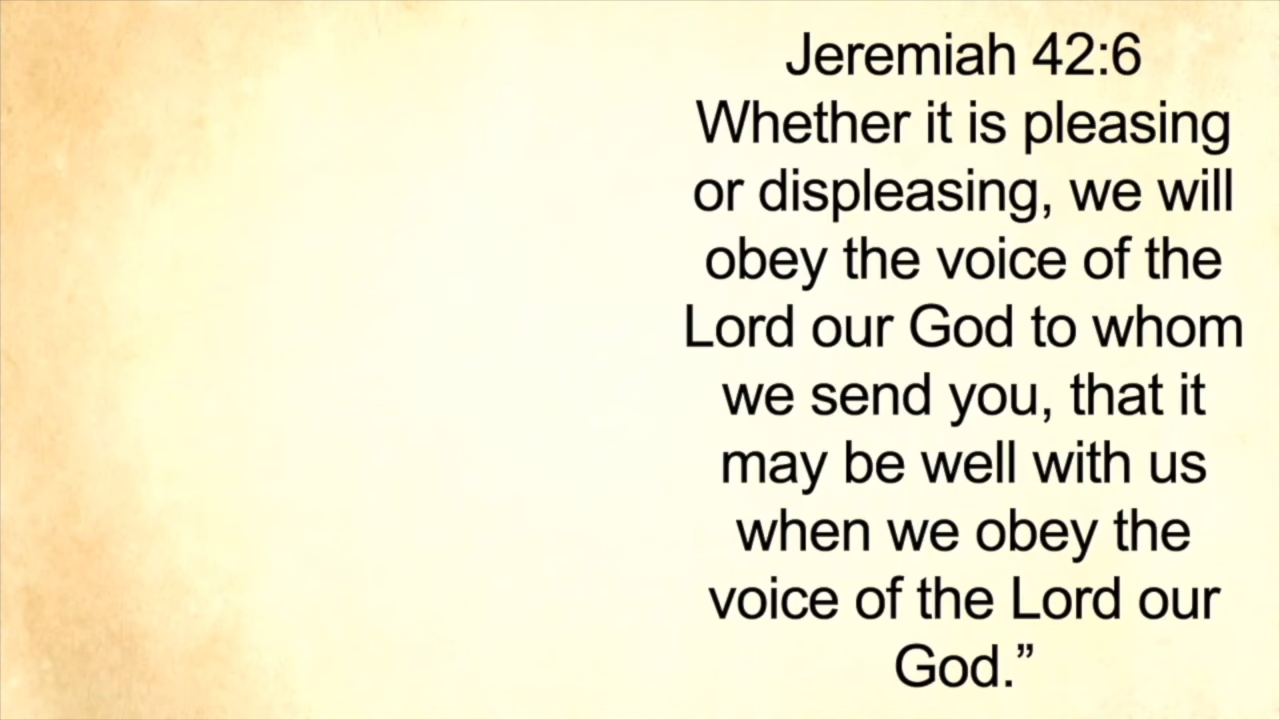 Jeremiah 42:6
Whether it is pleasing
or displeasing, we will
obey the voice of the
Lord our God to whom
we send you, that it
may be well with us
when we obey the
voice of the Lord our
God.”